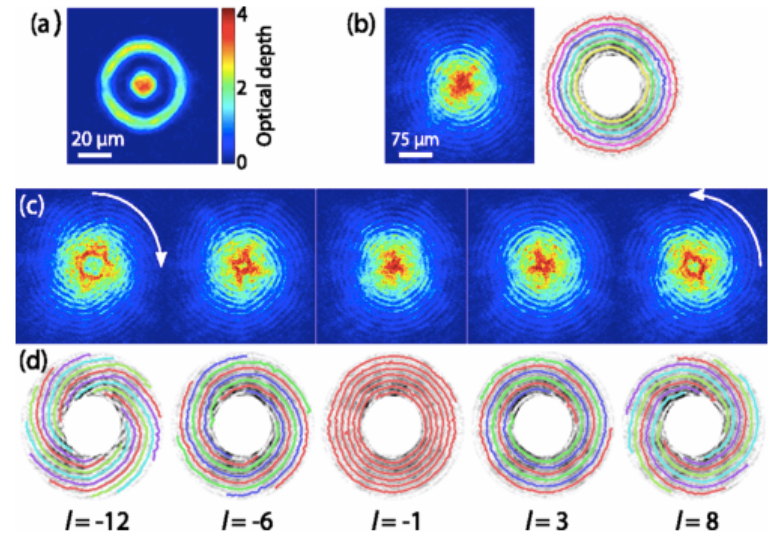 (a)
4
2
0
Optical depth
20 μm
(b)
75 μm
(c)
(d)
l = -12
l = -6
l = -1
l = 3
l = 8